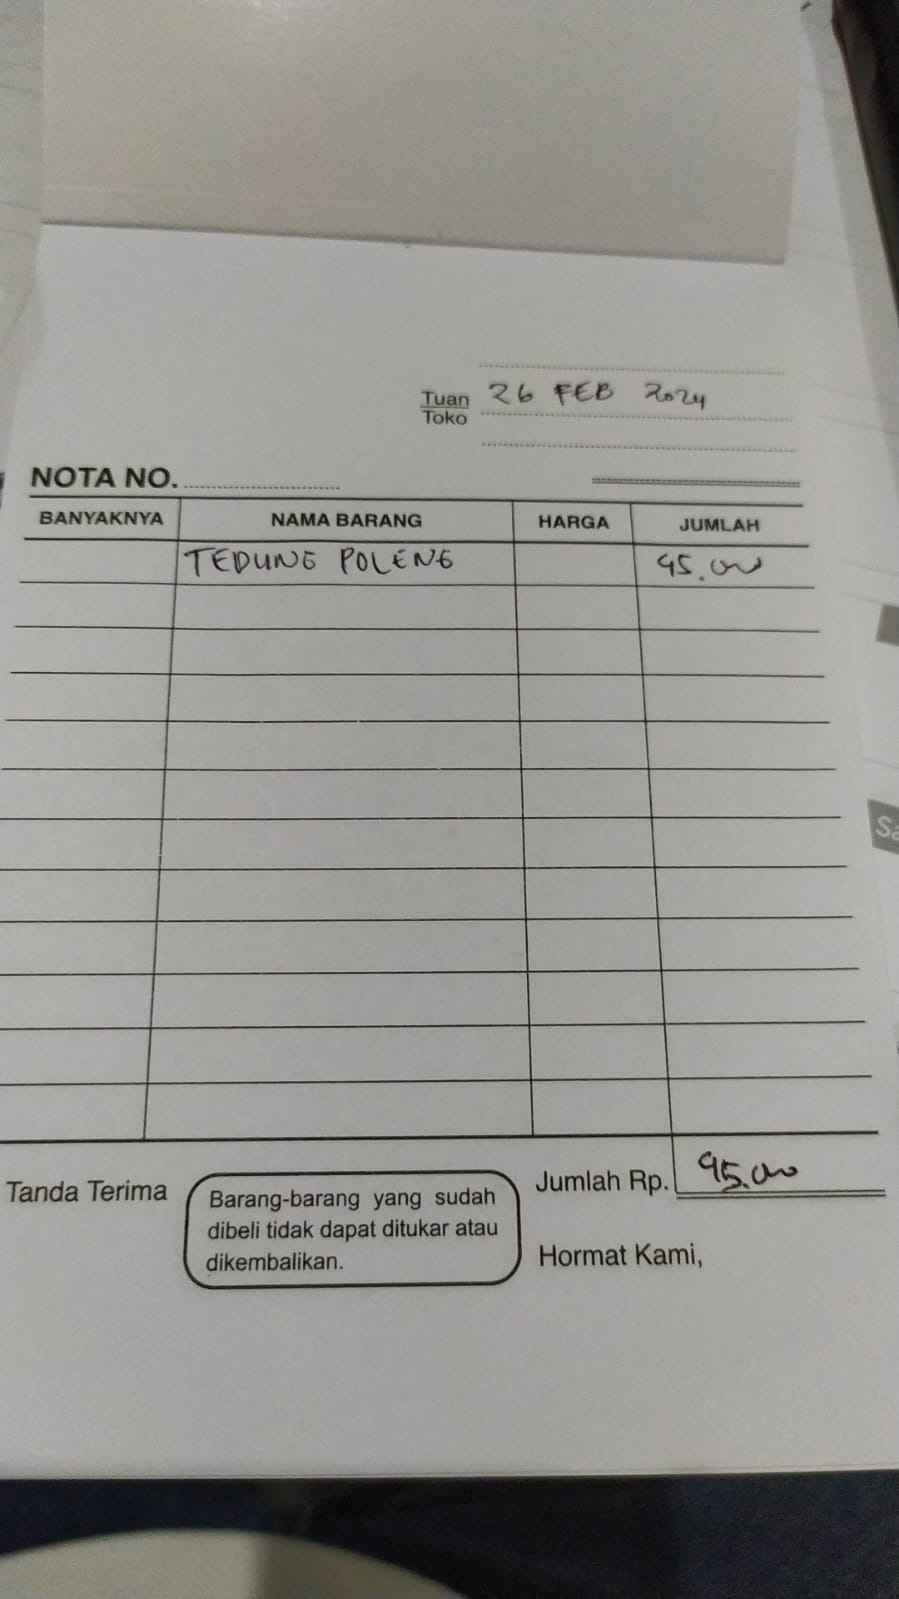 26 FEB 2024
Tuan
Toko
NOTA NO.
BANYAKNYA NAMA BARANG HARGA JUMLAH
TEDUNG POLENG 95.000
Tanda Terima
Barang-barang yang sudah
dibeli tidak dapat ditukar atau
dikembalikan.
Jumlah Rp. 95.000
Hormat Kami,